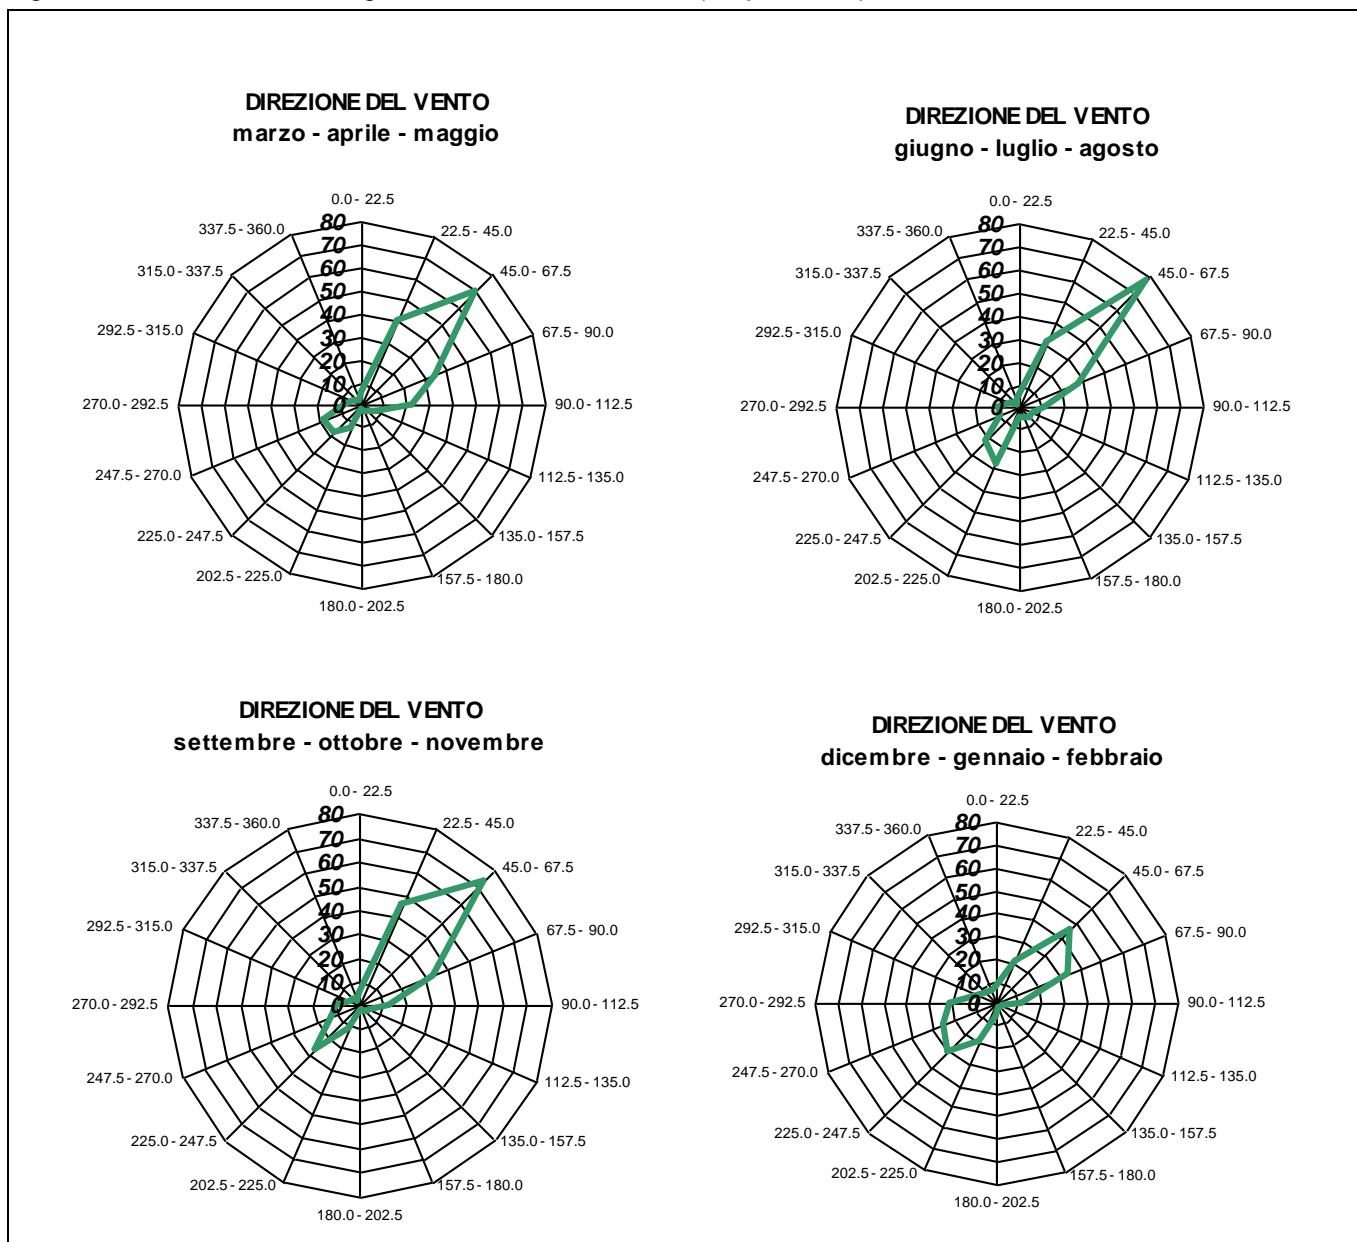 DIREZIONE DEL VENTO
marzo - aprile - maggio
0.0 - 22.5
22.5 - 45.0
45.0 - 67.5
67.5 - 90.0
90.0 - 112.5
112.5 - 135.0
135.0 - 157.5
157.5 - 180.0
180.0 - 202.5
202.5 - 225.0
225.0 - 247.5
247.5 - 270.0
270.0 - 292.5
292.5 - 315.0
315.0 - 337.5
337.5 - 360.0
80
70
60
50
40
30
20
10
0
DIREZIONE DEL VENTO
giugno - luglio - agosto
0.0 - 22.5
22.5 - 45.0
45.0 - 67.5
67.5 - 90.0
90.0 - 112.5
112.5 - 135.0
135.0 - 157.5
157.5 - 180.0
180.0 - 202.5
202.5 - 225.0
225.0 - 247.5
247.5 - 270.0
270.0 - 292.5
292.5 - 315.0
315.0 - 337.5
337.5 - 360.0
80
70
60
50
40
30
20
10
0
DIREZIONE DEL VENTO
settembre - ottobre - novembre
0.0 - 22.5
22.5 - 45.0
45.0 - 67.5
67.5 - 90.0
90.0 - 112.5
112.5 - 135.0
135.0 - 157.5
157.5 - 180.0
180.0 - 202.5
202.5 - 225.0
225.0 - 247.5
247.5 - 270.0
270.0 - 292.5
292.5 - 315.0
315.0 - 337.5
337.5 - 360.0
80
70
60
50
40
30
20
10
0
DIREZIONE DEL VENTO
dicembre - gennaio - febbraio
0.0 - 22.5
22.5 - 45.0
45.0 - 67.5
67.5 - 90.0
90.0 - 112.5
112.5 - 135.0
135.0 - 157.5
157.5 - 180.0
180.0 - 202.5
202.5 - 225.0
225.0 - 247.5
247.5 - 270.0
270.0 - 292.5
292.5 - 315.0
315.0 - 337.5
337.5 - 360.0
80
70
60
50
40
30
20
10
0